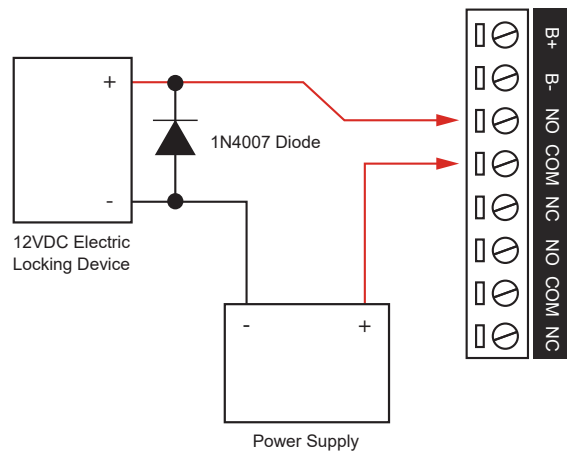 +
1N4007 Diode
-
12VDC Electric
Locking Device
- +
Power Supply
B+
B-
NO
COM
NC
NO
COM
NC